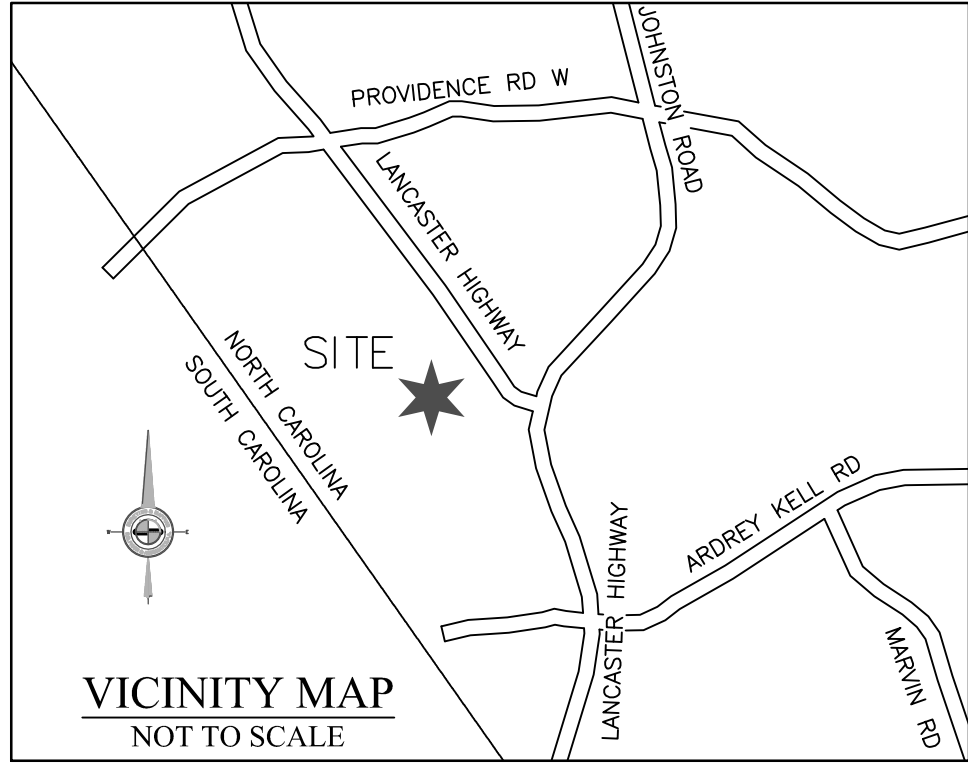 JOHNSTON ROAD
PROVIDENCE RD W
LANCASTER HIGHWAY
SITE
NORTH CAROLINA
SOUTH CAROLINA
ARDREY KELL RD
LANCASTER HIGHWAY
MARVIN RD
VICINITY MAP
NOT TO SCALE